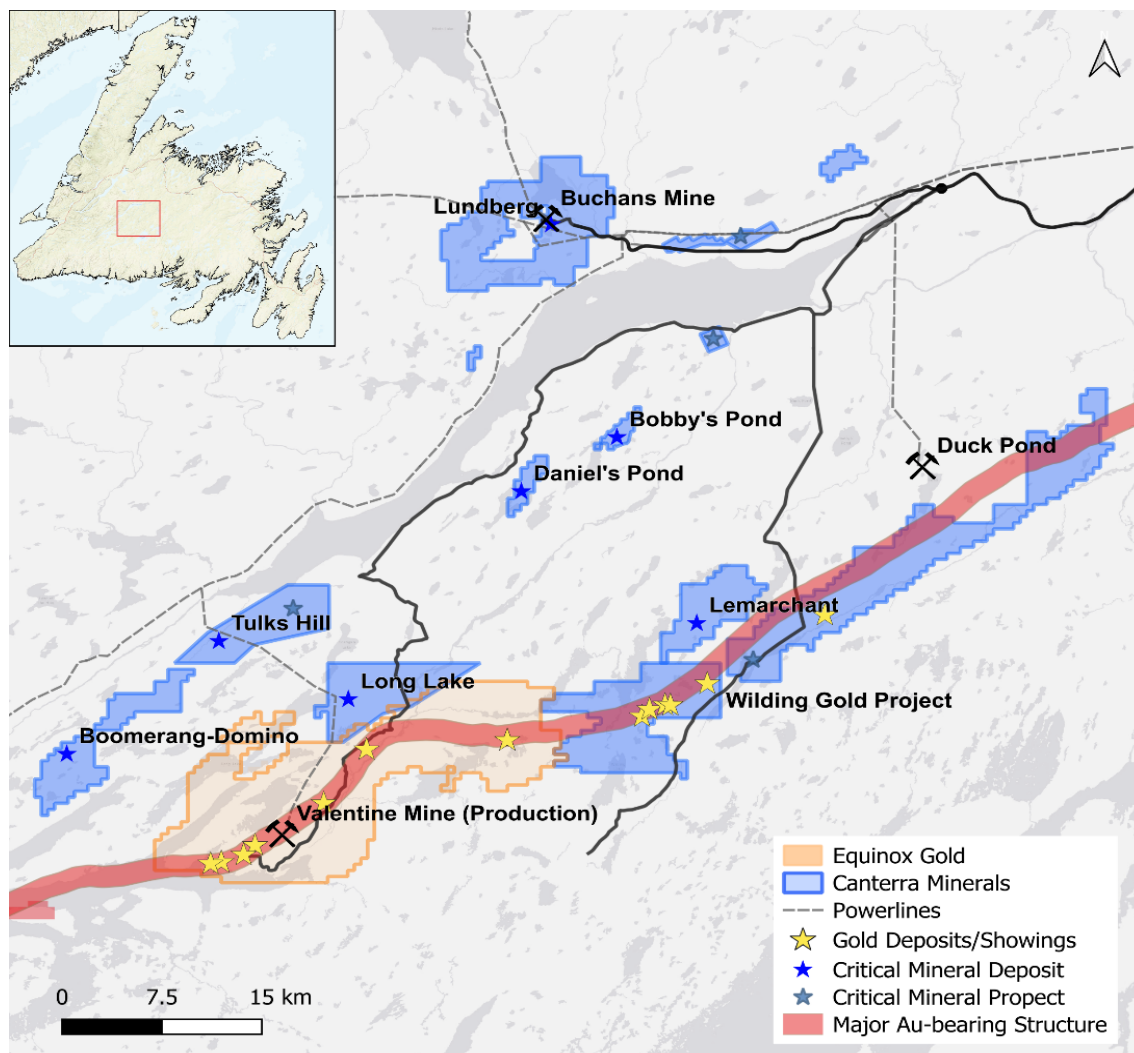 Buchans Mine
Lundberg
Bobby's Pond
Duck Pond
Daniel's Pond
Lemarchant
Tulks Hill
Long Lake
Wilding Gold Project
Boomerang-Domino
Valentine Mine (Production)
Equinox Gold
Canterra Minerals
Powerlines
Gold Deposits/Showings
Critical Mineral Deposit
Critical Mineral Propect
Major Au-bearing Structure
0 7.5 15 km